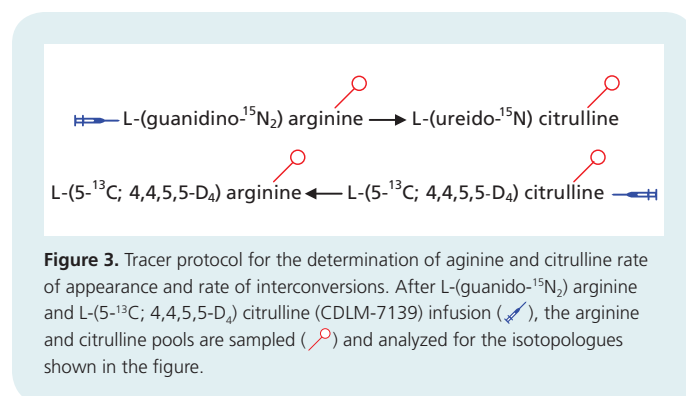 L-(guanidino-¹⁵N₂) arginine → L-(ureido-¹⁵N) citrulline
L-(5-¹³C; 4,4,5,5-D₄) arginine ← L-(5-¹³C; 4,4,5,5-D₄) citrulline
Figure 3. Tracer protocol for the determination of aginine and citrulline rate
of appearance and rate of interconversions. After L-(guanido-¹⁵N₂) arginine
and L-(5-¹³C; 4,4,5,5-D₄) citrulline (CDLM-7139) infusion ( ), the arginine
and citrulline pools are sampled ( ) and analyzed for the isotopologues
shown in the figure.